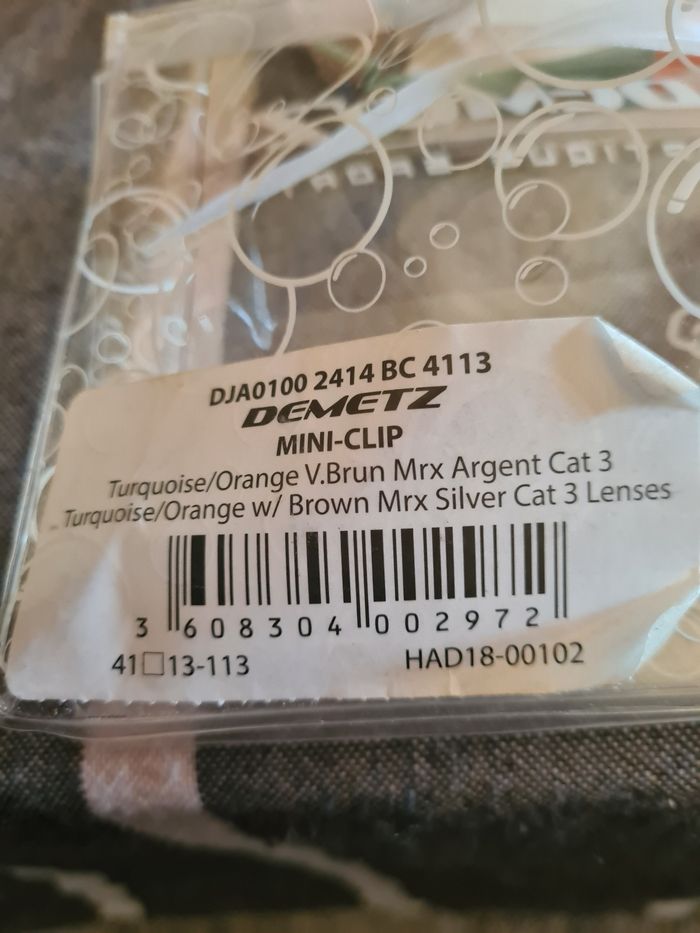 DJA0100 2414 BC 4113
DEMETZ
MINI-CLIP
Turquoise/Orange V.Brun Mrx Argent Cat 3
Turquoise/Orange w/ Brown Mrx Silver Cat 3 Lenses
3 608304 002972
41□13-113 HAD18-00102